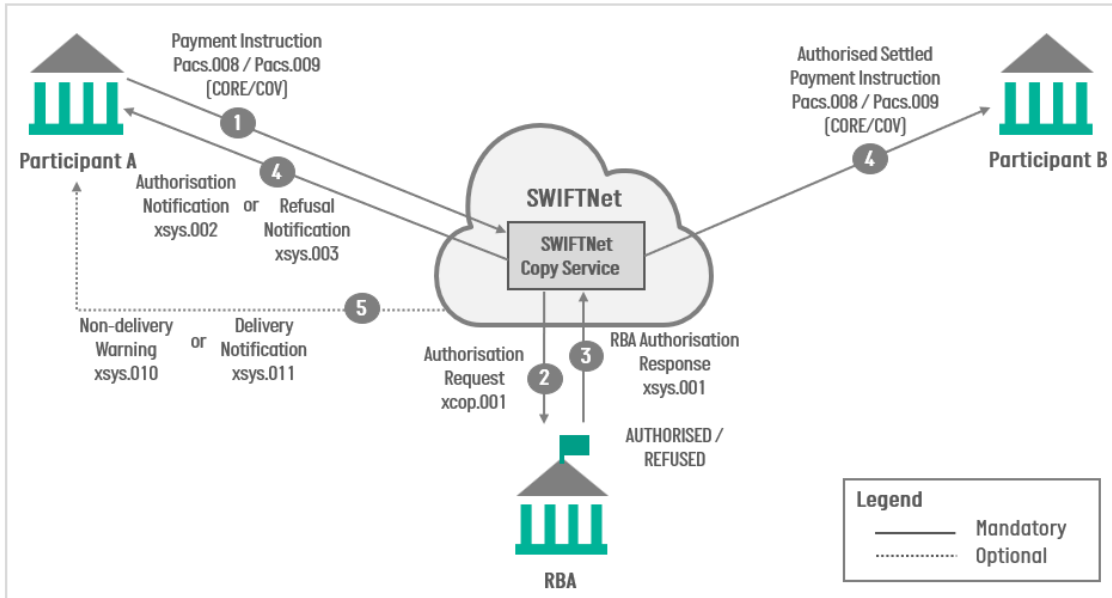 Payment Instruction
Pacs.008 / Pacs.009
(CORE/COV)
1
Participant A
4
Authorisation
Notification
xsys.002
or
Refusal
Notification
xsys.003
SWIFTNet
SWIFTNet
Copy Service
Authorised Settled
Payment Instruction
Pacs.008 / Pacs.009
(CORE/COV)
4
Participant B
5
Non-delivery
Warning
xsys.010
or
Delivery
Notification
xsys.011
Authorisation
Request
xcop.001
2
3
RBA Authorisation
Response
xsys.001
AUTHORISED /
REFUSED
RBA
Legend
Mandatory
Optional